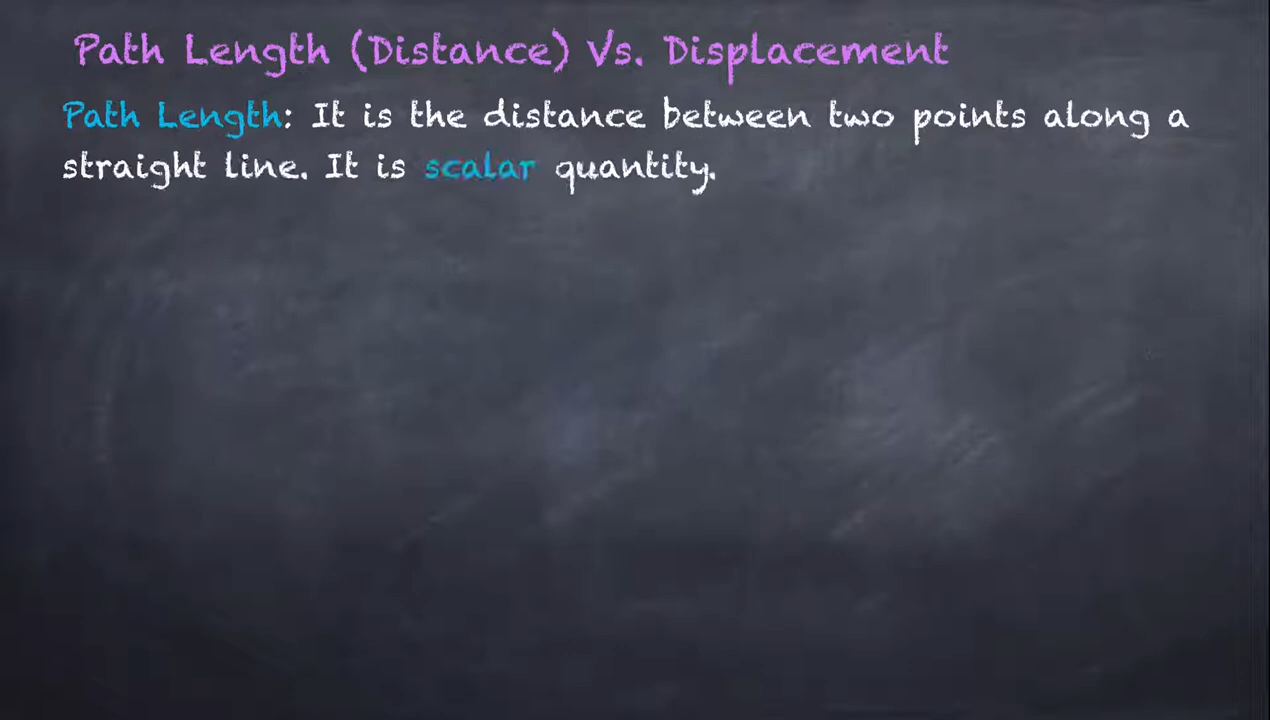 Path Length (Distance) Vs. Displacement
Path Length: It is the distance between two points along a
straight line. It is scalar quantity.